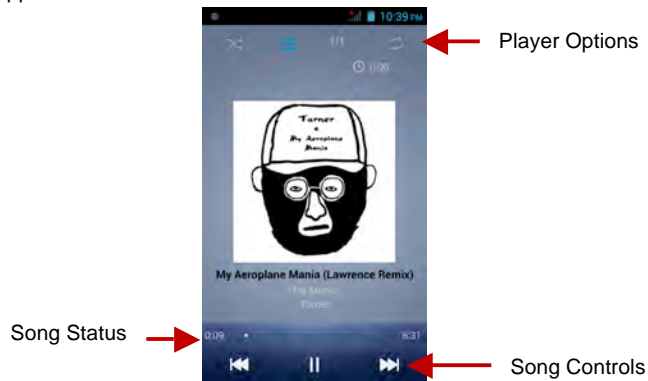 10:39 PM
1/1
Player Options
0:00
Turner
&
My Aeroplane
Mania
My Aeroplane Mania (Lawrence Remix)
Turner
Song Status
0:09
6:31
Song Controls